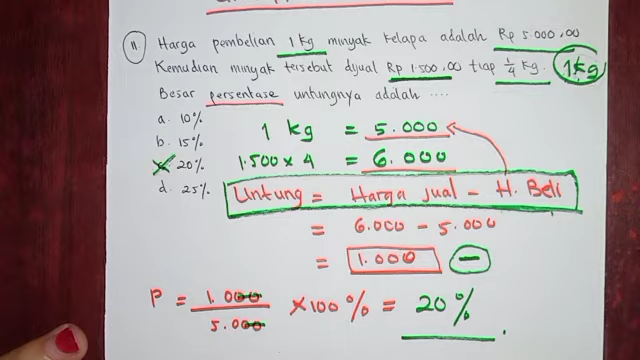 11. Harga pembelian 1 kg minyak kelapa adalah Rp 5.000,00
Kemudian minyak tersebut dijual Rp 1.500,00 tiap 1/4 kg. 1 kg
Besar persentase untungnya adalah ....
a. 10%
b. 15%
c. 20%
d. 25%
1 kg = 5.000
1.500 x 4 = 6.000
Untung = Harga Jual - H. Beli
= 6.000 - 5.000
= 1.000 -
P = 1.000 / 5.000 x 100% = 20%.